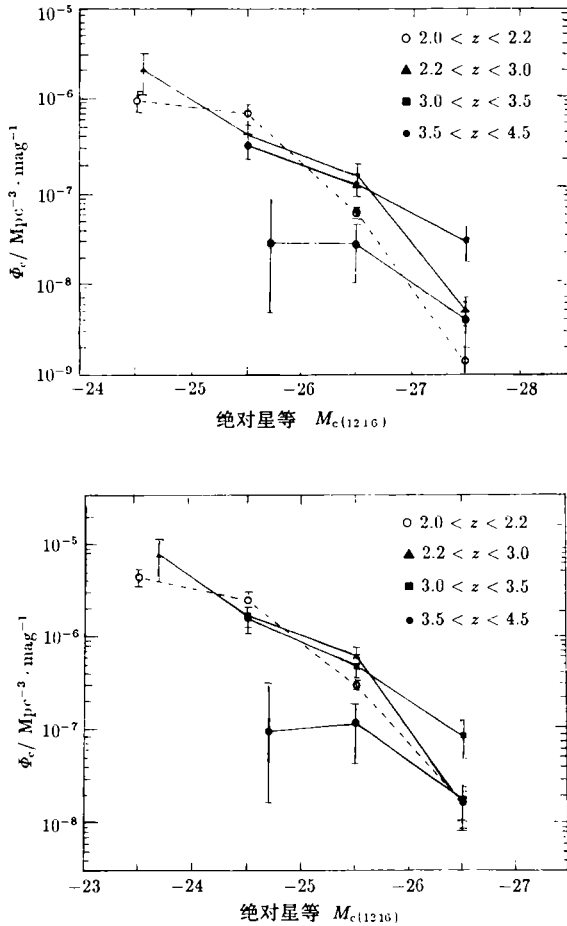 10⁻⁵
10⁻⁶
10⁻⁷
10⁻⁸
10⁻⁹
Φc/ Mpc⁻³ · mag⁻¹
○ 2.0 < z < 2.2
▲ 2.2 < z < 3.0
■ 3.0 < z < 3.5
● 3.5 < z < 4.5
−24 −25 −26 −27 −28
绝对星等 Mc(1216)
10⁻⁵
10⁻⁶
10⁻⁷
10⁻⁸
Φc/ Mpc⁻³ · mag⁻¹
○ 2.0 < z < 2.2
▲ 2.2 < z < 3.0
■ 3.0 < z < 3.5
● 3.5 < z < 4.5
−23 −24 −25 −26 −27
绝对星等 Mc(1216)